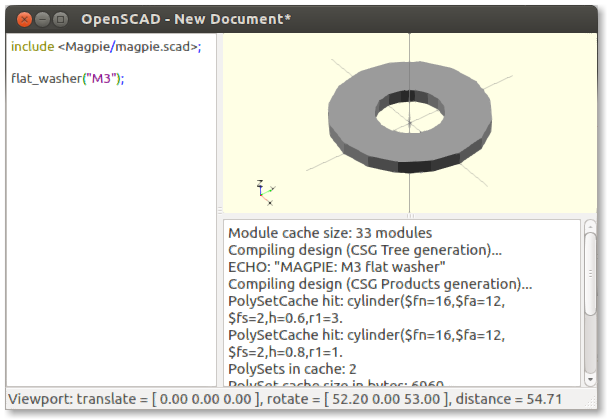 OpenSCAD - New Document*
include <Magpie/magpie.scad>;
flat_washer("M3");
Z
Module cache size: 33 modules
Compiling design (CSG Tree generation)...
ECHO: "MAGPIE: M3 flat washer"
Compiling design (CSG Products generation)...
PolySetCache hit: cylinder($fn=16,$fa=12,
$fs=2,h=0.6,r1=3.
PolySetCache hit: cylinder($fn=16,$fa=12,
$fs=2,h=0.8,r1=1.
PolySets in cache: 2
PolySet cache size in bytes: 6960
Viewport: translate = [ 0.00 0.00 0.00 ], rotate = [ 52.20 0.00 53.00 ], distance = 54.71